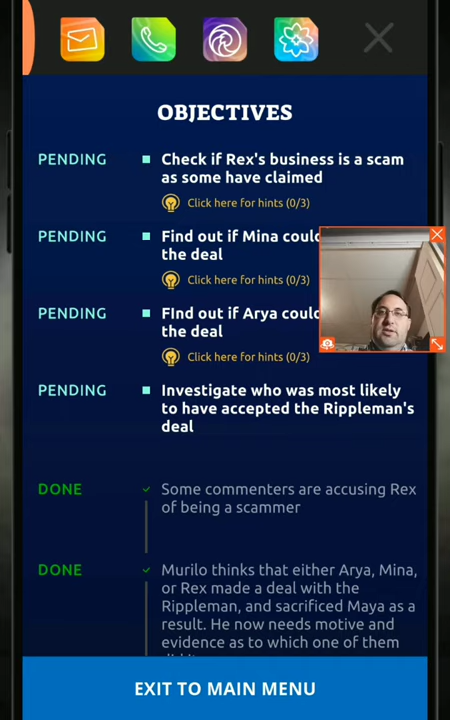 OBJECTIVES
PENDING
Check if Rex's business is a scam
as some have claimed
Click here for hints (0/3)
PENDING
Find out if Mina could
the deal
Click here for hints (0/3)
PENDING
FInd out if Arya could
the deal
Click here for hints (0/3)
PENDING
Investigate who was most likely
to have accepted the Rippleman's
deal
DONE
Some commenters are accusing Rex
of being a scammer
DONE
Murilo thinks that either Arya, Mina,
or Rex made a deal with the
Rippleman, and sacrificed Maya as a
result. He now needs motive and
evidence as to which one of them
EXIT TO MAIN MENU